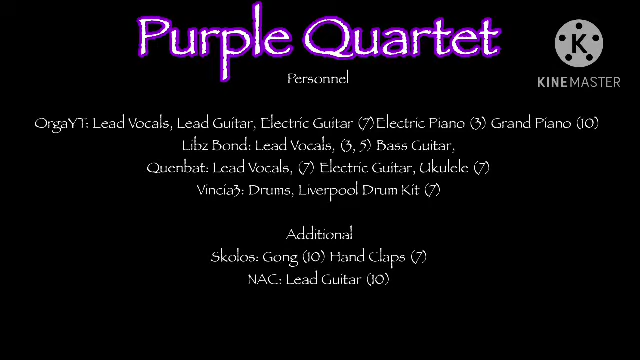 Purple Quartet
Personnel
K
KINEMASTER
OrgaYT: Lead Vocals, Lead Guitar, Electric Guitar (7)Electric Piano (3) Grand Piano (10)
Libz Bond: Lead Vocals, (3, 5) Bass Guitar,
Quenbat: Lead Vocals, (7) Electric Guitar, Ukulele (7)
Vincia3: Drums, Liverpool Drum Kit (7)
Additional
Skolos: Gong (10) Hand Claps (7)
NAC: Lead Guitar (10)